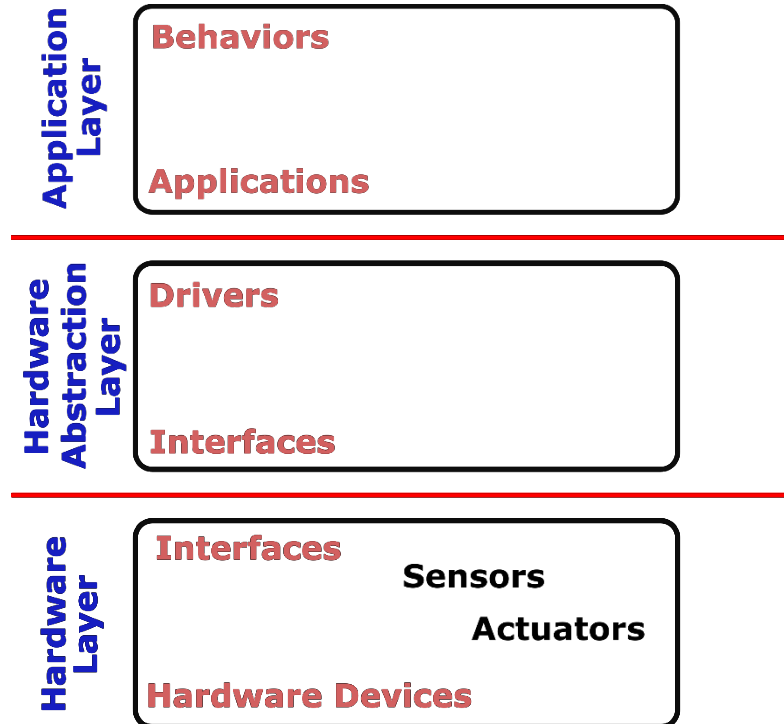 Application
Layer
Behaviors
Applications
Hardware
Abstraction
Layer
Drivers
Interfaces
Hardware
Layer
Interfaces
Sensors
Actuators
Hardware Devices